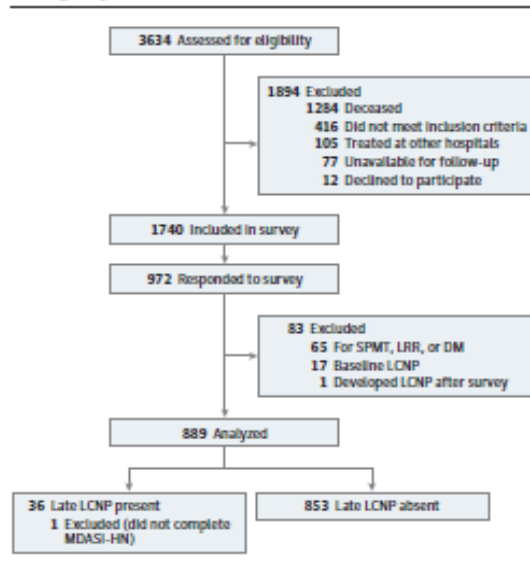 3634 Assessed for eligibility
1894 Excluded
1284 Deceased
416 Did not meet inclusion criteria
105 Treated at other hospitals
77 Unavailable for follow-up
12 Declined to participate
1740 Included in survey
972 Responded to survey
83 Excluded
65 For SPMT, LRR, or DM
17 Baseline LCNP
1 Developed LCNP after survey
889 Analyzed
36 Late LCNP present
1 Excluded (did not complete
MDASI-HN)
853 Late LCNP absent